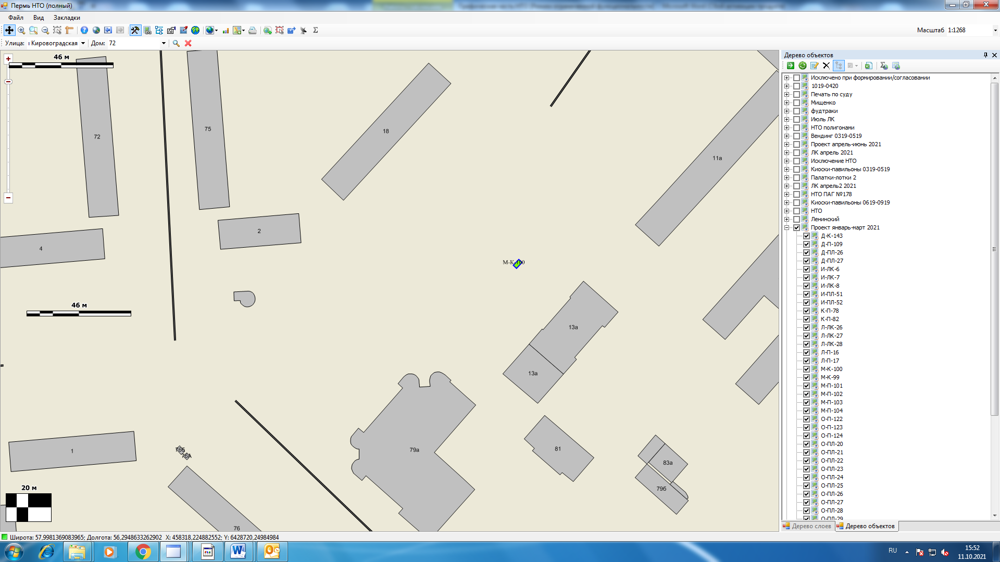 Пермь НТО (полный)
Файл Вид Закладки
Масштаб 1:1268
Улица: Кировоградская Дом: 72
46 м
72
75
18
11а
4
2
М-К-100
46 м
13а
13а
1
76б
76А
79а
81
83а
79б
20 м
76
Дерево объектов
Исключено при формировании/согласовании
1019-0420
Печать по суду
Мищенко
фудтраки
Июль ЛК
НТО полигонами
Вендинг 0319-0519
Проект апрель-июнь 2021
ЛК апрель 2021
Исключение НТО
Киоски-павильоны 0319-0519
Палатки-лотки 2
ЛК апрель2 2021
НТО ПАГ №178
Киоски-павильоны 0619-0919
НТО
Ленинский
Проект январь-март 2021
Д-К-143
Д-П-109
Д-ПЛ-26
Д-ПЛ-27
И-ЛК-6
И-ЛК-7
И-ЛК-8
И-ПЛ-51
И-ПЛ-52
К-П-78
К-П-82
Л-ЛК-26
Л-ЛК-27
Л-ЛК-28
Л-П-16
Л-П-17
М-К-100
М-К-99
М-П-101
М-П-102
М-П-103
М-П-104
О-П-122
О-П-123
О-П-124
О-ПЛ-20
О-ПЛ-21
О-ПЛ-22
О-ПЛ-23
О-ПЛ-24
О-ПЛ-25
О-ПЛ-26
О-ПЛ-27
О-ПЛ-28
О-ПЛ-29
Дерево слоев Дерево объектов
Широта: 57,9981369083965; Долгота: 56,2948633262902 X: 458318,224882552; Y: 6428720,24984984
RU
15:52
11.10.2021